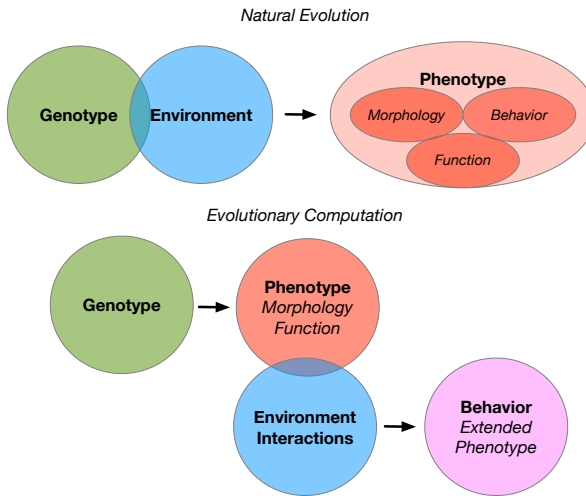 Natural Evolution
Genotype
Environment
Phenotype
Morphology
Behavior
Function
Evolutionary Computation
Genotype
Phenotype
Morphology
Function
Environment
Interactions
Behavior
Extended
Phenotype